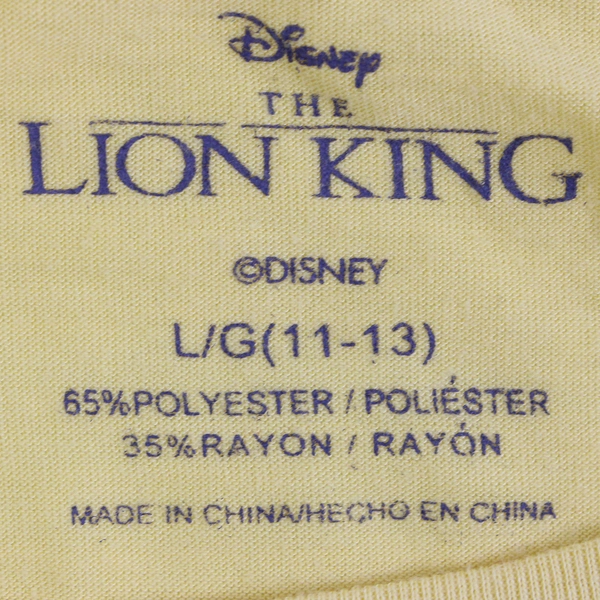 Disney
THE
LION KING
©DISNEY
L/G(11-13)
65%POLYESTER / POLIÉSTER
35%RAYON / RAYÓN
MADE IN CHINA/HECHO EN CHINA